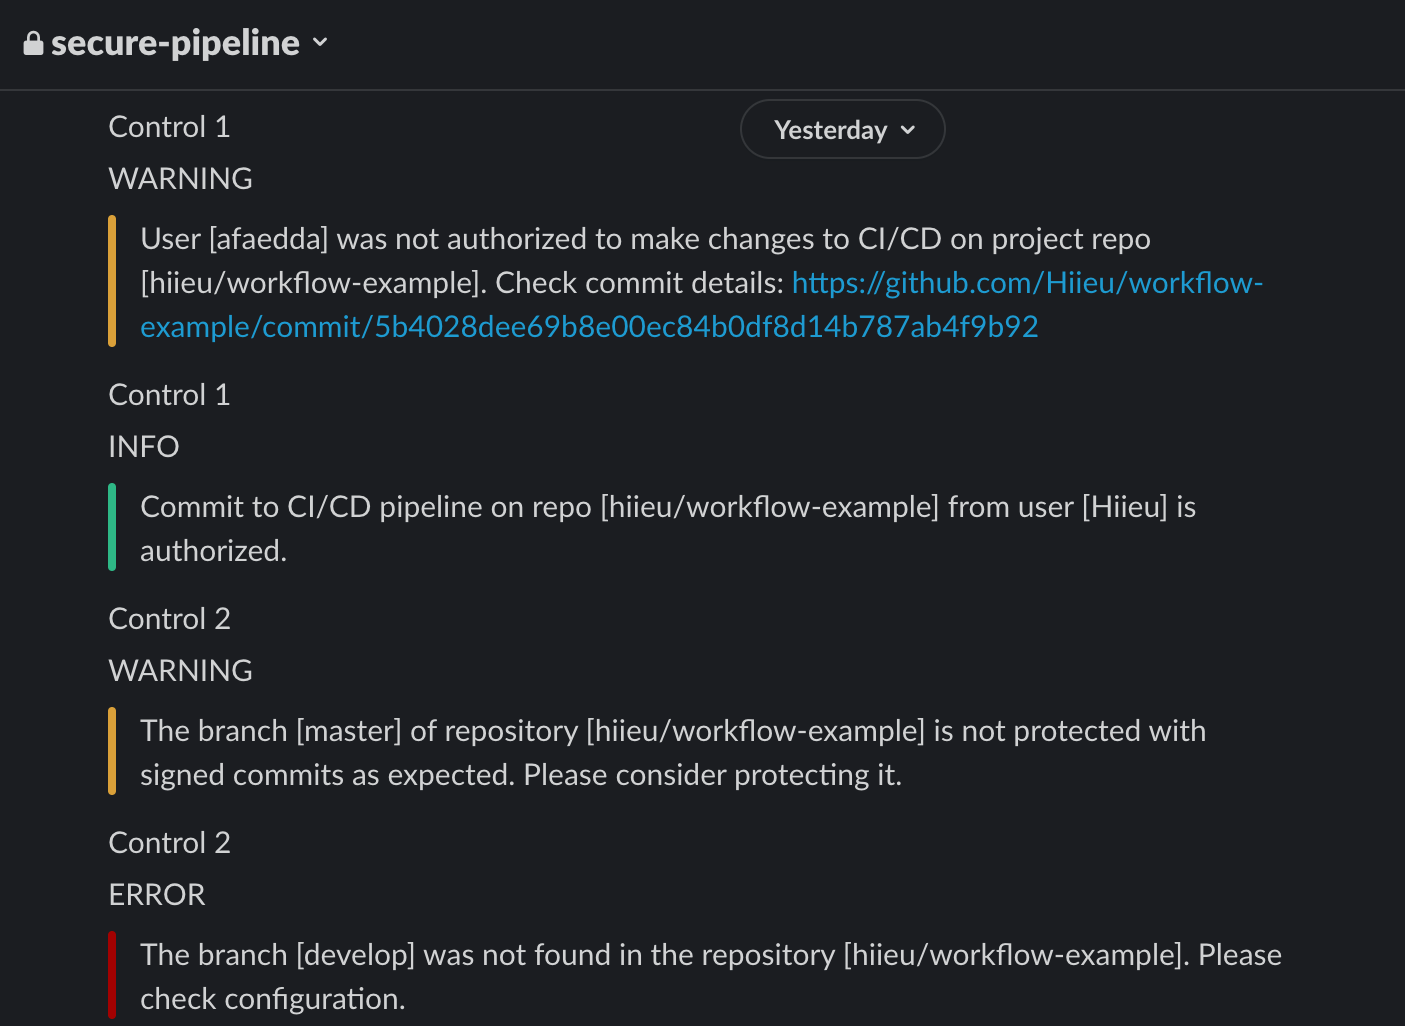 secure-pipeline
Yesterday
Control 1
WARNING
User [afaedda] was not authorized to make changes to CI/CD on project repo
[hiieu/workflow-example]. Check commit details: https://github.com/Hiieu/workflow-
example/commit/5b4028dee69b8e00ec84b0df8d14b787ab4f9b92
Control 1
INFO
Commit to CI/CD pipeline on repo [hiieu/workflow-example] from user [Hiieu] is
authorized.
Control 2
WARNING
The branch [master] of repository [hiieu/workflow-example] is not protected with
signed commits as expected. Please consider protecting it.
Control 2
ERROR
The branch [develop] was not found in the repository [hiieu/workflow-example]. Please
check configuration.